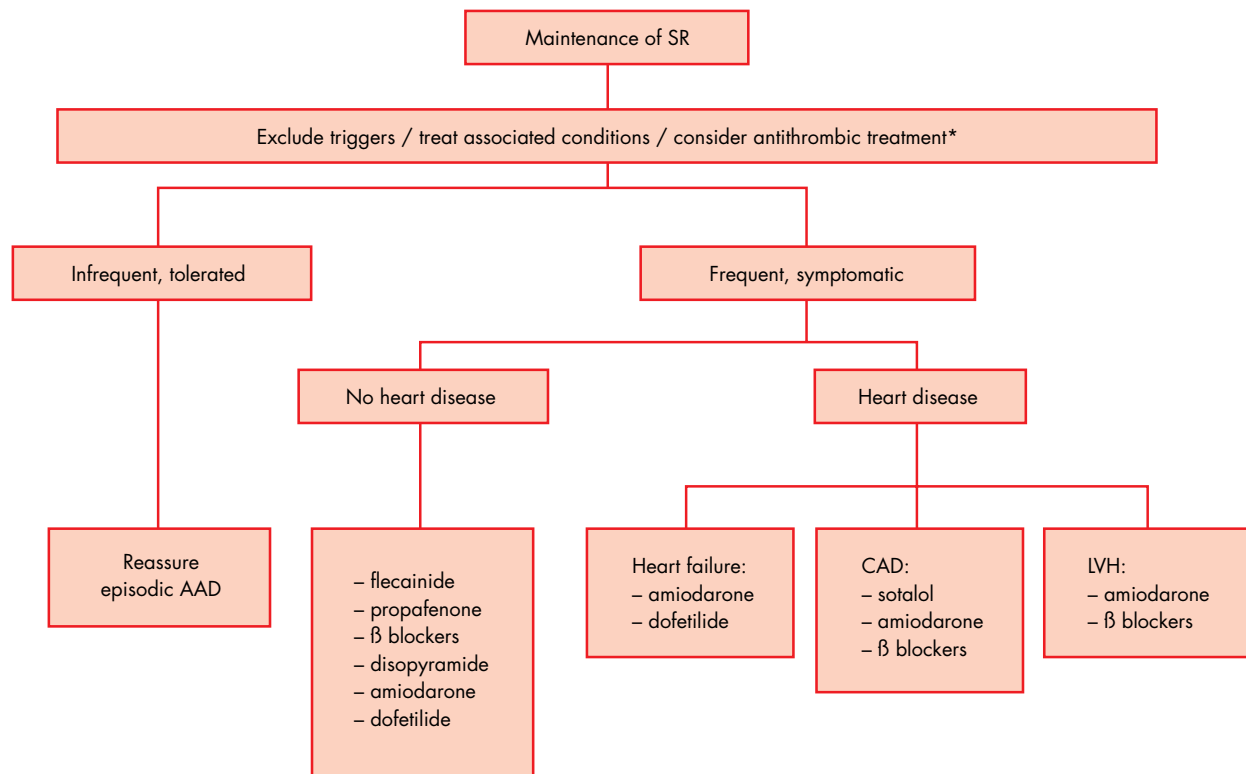 Maintenance of SR
Exclude triggers / treat associated conditions / consider antithrombic treatment*
Infrequent, tolerated
Frequent, symptomatic
No heart disease
Heart disease
Reassure
episodic AAD
– flecainide
– propafenone
– ß blockers
– disopyramide
– amiodarone
– dofetilide
Heart failure:
– amiodarone
– dofetilide
CAD:
– sotalol
– amiodarone
– ß blockers
LVH:
– amiodarone
– ß blockers